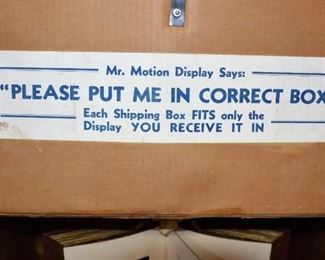 Mr. Motion Display Says:
"PLEASE PUT ME IN CORRECT BOX
Each Shipping Box FITS only the
Display YOU RECEIVE IT IN